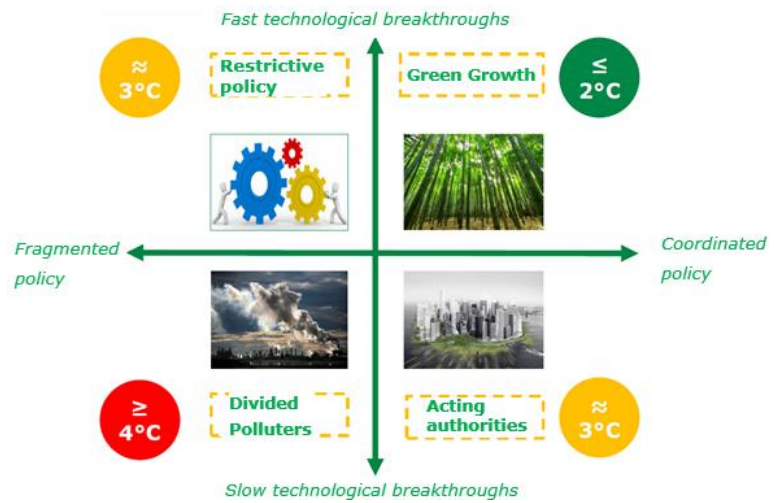 Fast technological breakthroughs
≈
3°C
Restrictive
policy
Green Growth
≤
2°C
Fragmented
policy
Coordinated
policy
≥
4°C
Divided
Polluters
Acting
authorities
≈
3°C
Slow technological breakthroughs